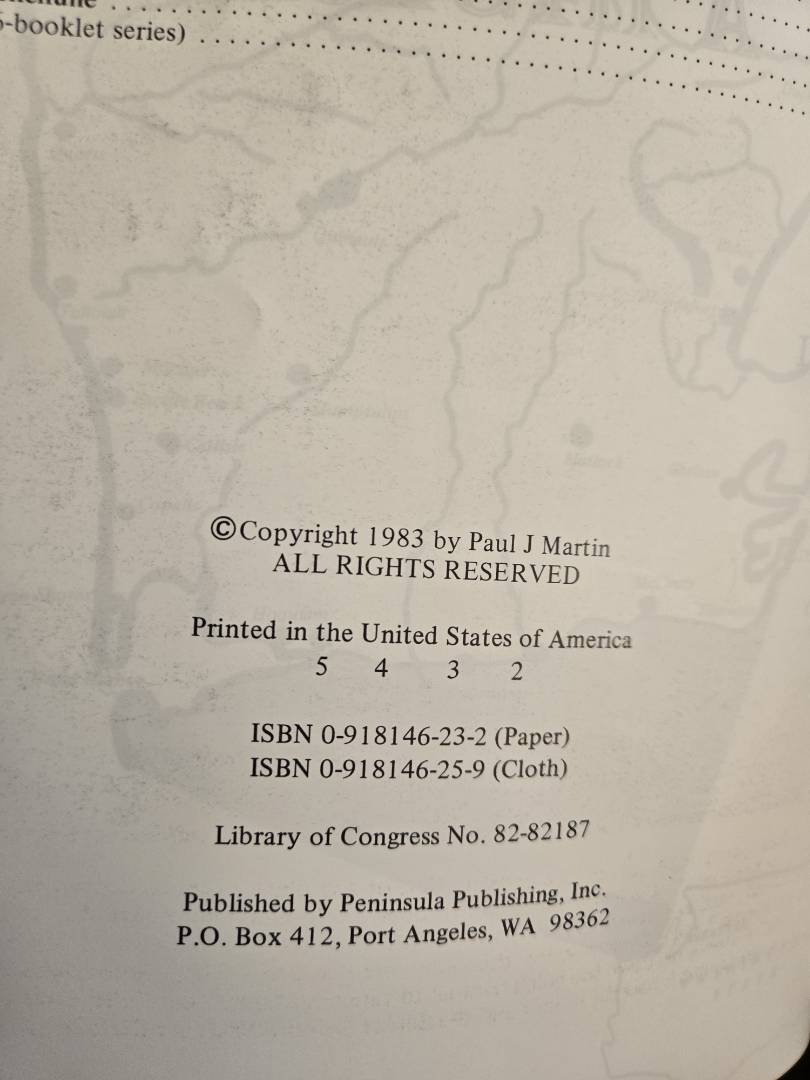 -booklet series) ........................................
©Copyright 1983 by Paul J Martin
ALL RIGHTS RESERVED
Printed in the United States of America
5 4 3 2
ISBN 0-918146-23-2 (Paper)
ISBN 0-918146-25-9 (Cloth)
Library of Congress No. 82-82187
Published by Peninsula Publishing, Inc.
P.O. Box 412, Port Angeles, WA 98362